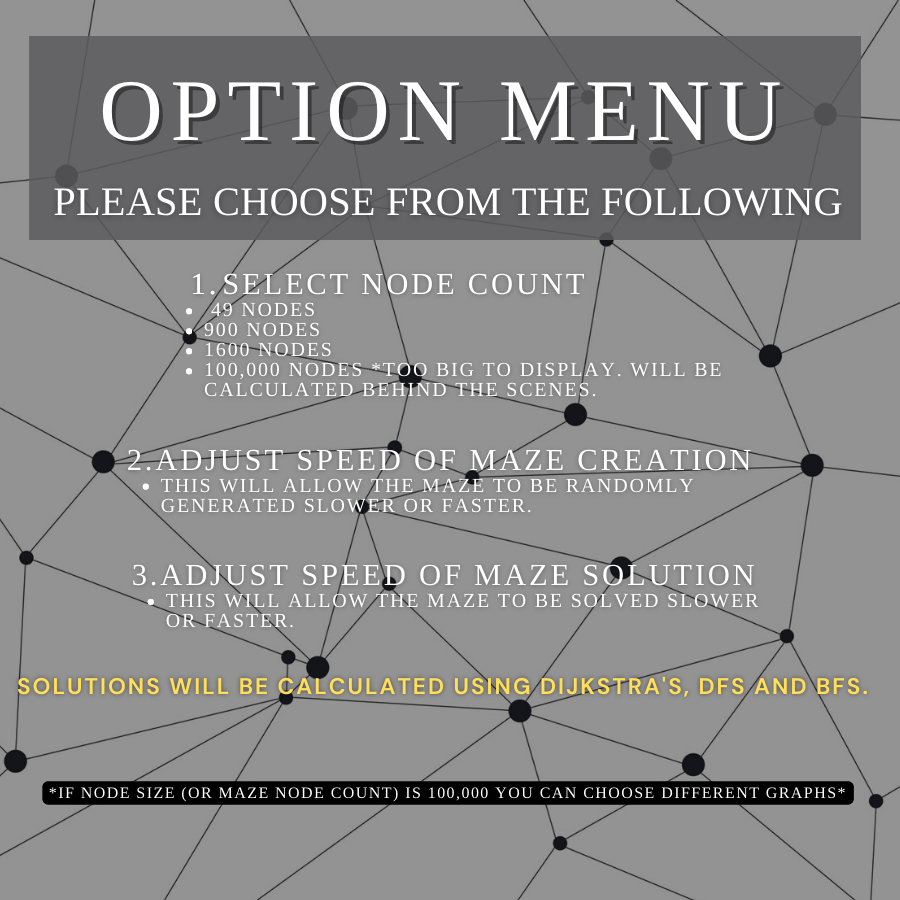 OPTION MENU
PLEASE CHOOSE FROM THE FOLLOWING
1. SELECT NODE COUNT
• 49 NODES
• 900 NODES
• 1600 NODES
• 100,000 NODES *TOO BIG TO DISPLAY. WILL BE
CALCULATED BEHIND THE SCENES.
2. ADJUST SPEED OF MAZE CREATION
• THIS WILL ALLOW THE MAZE TO BE RANDOMLY
GENERATED SLOWER OR FASTER.
3. ADJUST SPEED OF MAZE SOLUTION
• THIS WILL ALLOW THE MAZE TO BE SOLVED SLOWER
OR FASTER.
SOLUTIONS WILL BE CALCULATED USING DIJKSTRA'S, DFS AND BFS.
*IF NODE SIZE (OR MAZE NODE COUNT) IS 100,000 YOU CAN CHOOSE DIFFERENT GRAPHS*